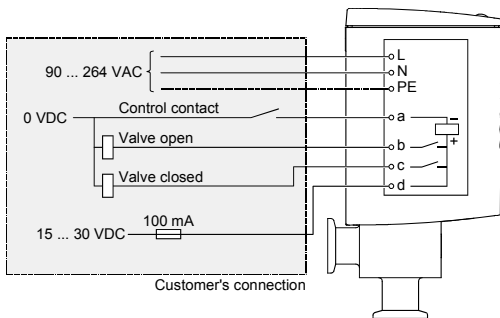 L
90 ... 264 VAC
N
PE
Control contact
0 VDC
a
−
+
Valve open
b
Valve closed
c
d
100 mA
15 ... 30 VDC
Customer's connection